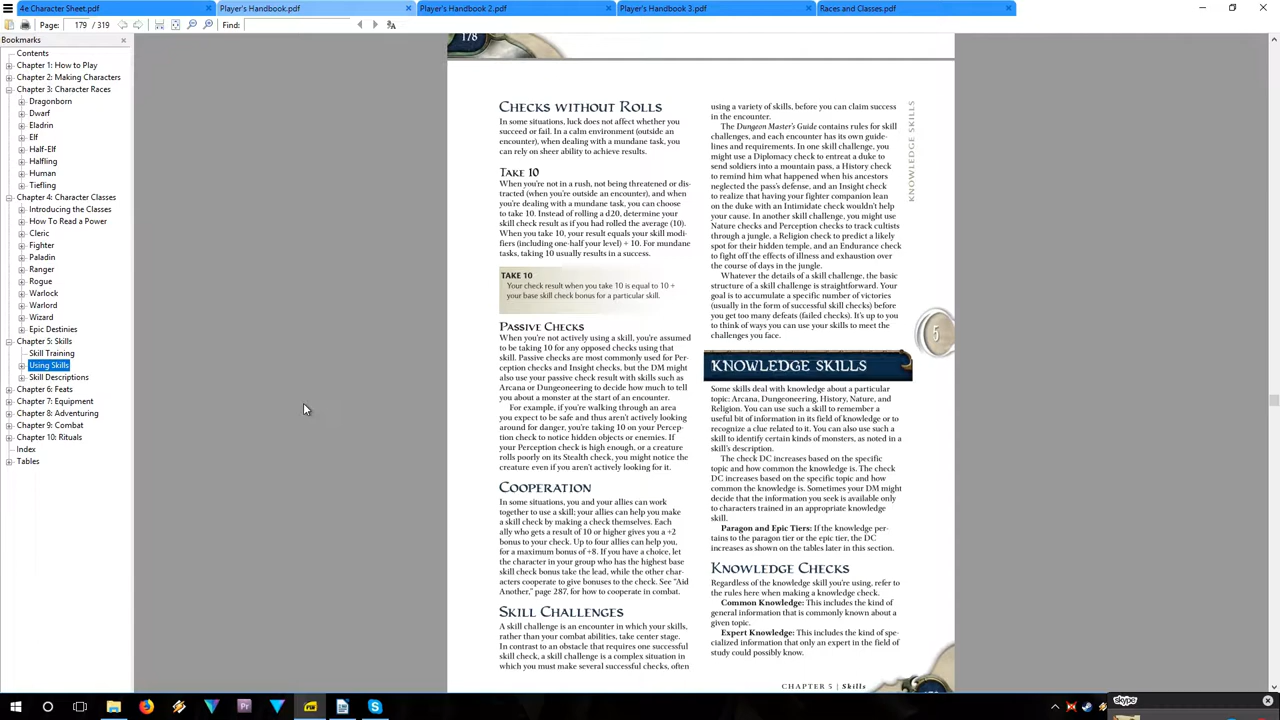 4e Character Sheet.pdf
Player's Handbook.pdf
Player's Handbook 2.pdf
Player's Handbook 3.pdf
Races and Classes.pdf
Page: 179 / 319
Find:
Bookmarks
Contents
Chapter 1: How to Play
Chapter 2: Making Characters
Chapter 3: Character Races
Dragonborn
Dwarf
Eladrin
Elf
Half-Elf
Halfling
Human
Tiefling
Chapter 4: Character Classes
Introducing the Classes
How To Read a Power
Cleric
Fighter
Paladin
Ranger
Rogue
Warlock
Warlord
Wizard
Epic Destinies
Chapter 5: Skills
Skill Training
Using Skills
Skill Descriptions
Chapter 6: Feats
Chapter 7: Equipment
Chapter 8: Adventuring
Chapter 9: Combat
Chapter 10: Rituals
Index
Tables
178
Checks without Rolls
In some situations, luck does not affect whether you
succeed or fail. In a calm environment (outside an
encounter), when dealing with a mundane task, you
can rely on sheer ability to achieve results.
Take 10
When you're not in a rush, not being threatened or dis-
tracted (when you're outside an encounter), and when
you're dealing with a mundane task, you can choose
to take 10. Instead of rolling a d20, determine your
skill check result as if you had rolled the average (10).
When you take 10, your result equals your skill modi-
fiers (including one-half your level) + 10. For mundane
tasks, taking 10 usually results in a success.
TAKE 10
Your check result when you take 10 is equal to 10 +
your base skill check bonus for a particular skill.
Passive Checks
When you're not actively using a skill, you're assumed
to be taking 10 for any opposed checks using that
skill. Passive checks are most commonly used for Per-
ception checks and Insight checks, but the DM might
also use your passive check result with skills such as
Arcana or Dungeoneering to decide how much to tell
you about a monster at the start of an encounter.
For example, if you're walking through an area
you expect to be safe and thus aren't actively looking
around for danger, you're taking 10 on your Percep-
tion check to notice hidden objects or enemies. If
your Perception check is high enough, or a creature
rolls poorly on its Stealth check, you might notice the
creature even if you aren't actively looking for it.
Cooperation
In some situations, you and your allies can work
together to use a skill; your allies can help you make
a skill check by making a check themselves. Each
ally who gets a result of 10 or higher gives you a +2
bonus to your check. Up to four allies can help you,
for a maximum bonus of +8. If you have a choice, let
the character in your group who has the highest base
skill check bonus take the lead, while the other char-
acters cooperate to give bonuses to the check. See "Aid
Another," page 287, for how to cooperate in combat.
Skill Challenges
A skill challenge is an encounter in which your skills,
rather than your combat abilities, take center stage.
In contrast to an obstacle that requires one successful
skill check, a skill challenge is a complex situation in
which you must make several successful checks, often
using a variety of skills, before you can claim success
in the encounter.
The Dungeon Master's Guide contains rules for skill
challenges, and each encounter has its own guide-
lines and requirements. In one skill challenge, you
might use a Diplomacy check to entreat a duke to
send soldiers into a mountain pass, a History check
to remind him what happened when his ancestors
neglected the pass's defense, and an Insight check
to realize that having your fighter companion lean
on the duke with an Intimidate check wouldn't help
your cause. In another skill challenge, you might use
Nature checks and Perception checks to track cultists
through a jungle, a Religion check to predict a likely
spot for their hidden temple, and an Endurance check
to fight off the effects of illness and exhaustion over
the course of days in the jungle.
Whatever the details of a skill challenge, the basic
structure of a skill challenge is straightforward. Your
goal is to accumulate a specific number of victories
(usually in the form of successful skill checks) before
you get too many defeats (failed checks). It's up to you
to think of ways you can use your skills to meet the
challenges you face.
KNOWLEDGE SKILLS
Some skills deal with knowledge about a particular
topic: Arcana, Dungeoneering, History, Nature, and
Religion. You can use such a skill to remember a
useful bit of information in its field of knowledge or to
recognize a clue related to it. You can also use such a
skill to identify certain kinds of monsters, as noted in a
skill's description.
The check DC increases based on the specific
topic and how common the knowledge is. The check
DC increases based on the specific topic and how
common the knowledge is. Sometimes your DM might
decide that the information you seek is available only
to characters trained in an appropriate knowledge
skill.
Paragon and Epic Tiers: If the knowledge per-
tains to the paragon tier or the epic tier, the DC
increases as shown on the tables later in this section.
Knowledge Checks
Regardless of the knowledge skill you're using, refer to
the rules here when making a knowledge check.
Common Knowledge: This includes the kind of
general information that is commonly known about a
given topic.
Expert Knowledge: This includes the kind of spe-
cialized information that only an expert in the field of
study could possibly know.
KNOWLEDGE SKILLS
5
CHAPTER 5 | Skills
skype